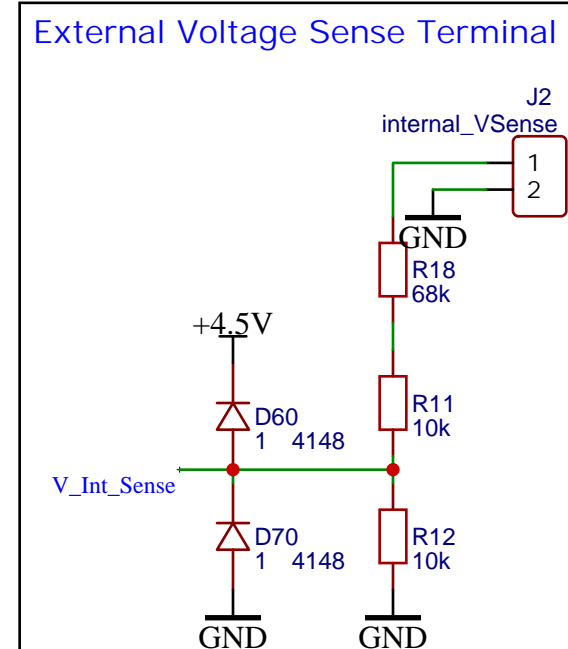 External Voltage Sense Terminal
J2
internal_VSense
1
2
GND
R18
68k
+4.5V
R11
10k
D60
1 4148
V_Int_Sense
D70
1 4148
R12
10k
GND
GND